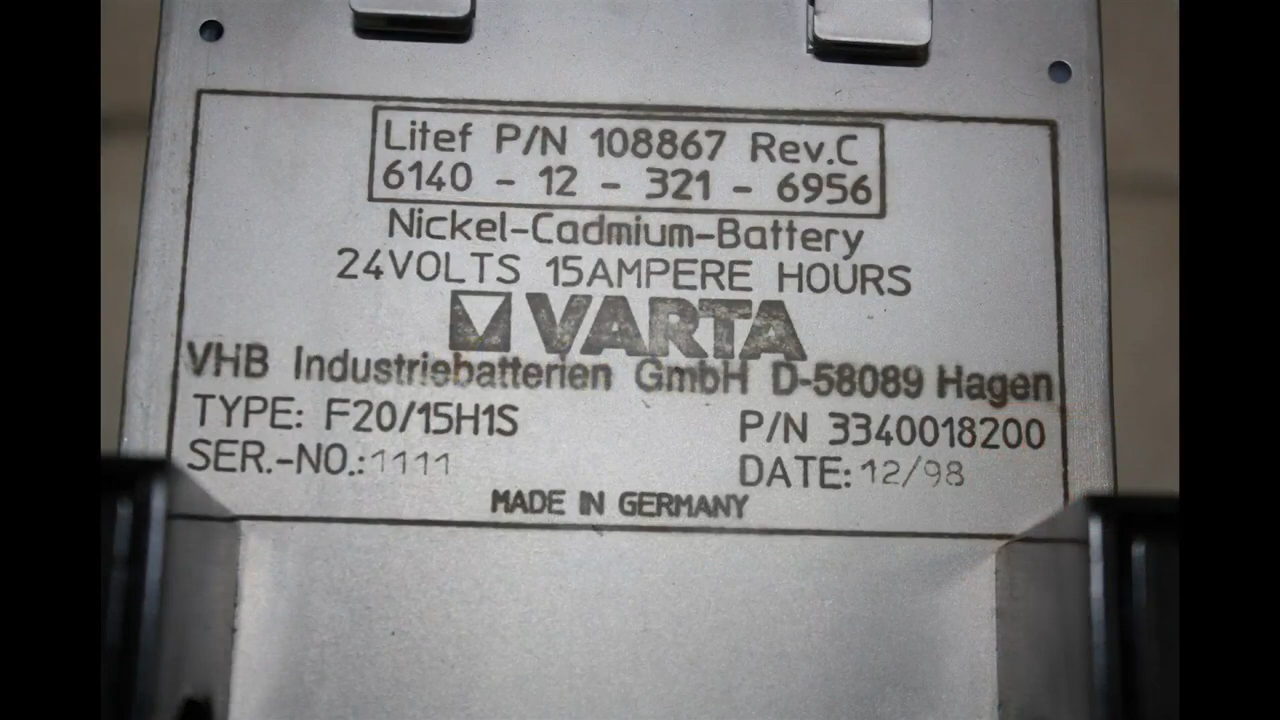 Litef P/N 108867 Rev.C
6140 - 12 - 321 - 6956
Nickel-Cadmium-Battery
24VOLTS 15AMPERE HOURS
VARTA
VHB Industriebatterien GmbH D-58089 Hagen
TYPE: F20/15H1S P/N 3340018200
SER.-NO.:1111 DATE: 12/98
MADE IN GERMANY